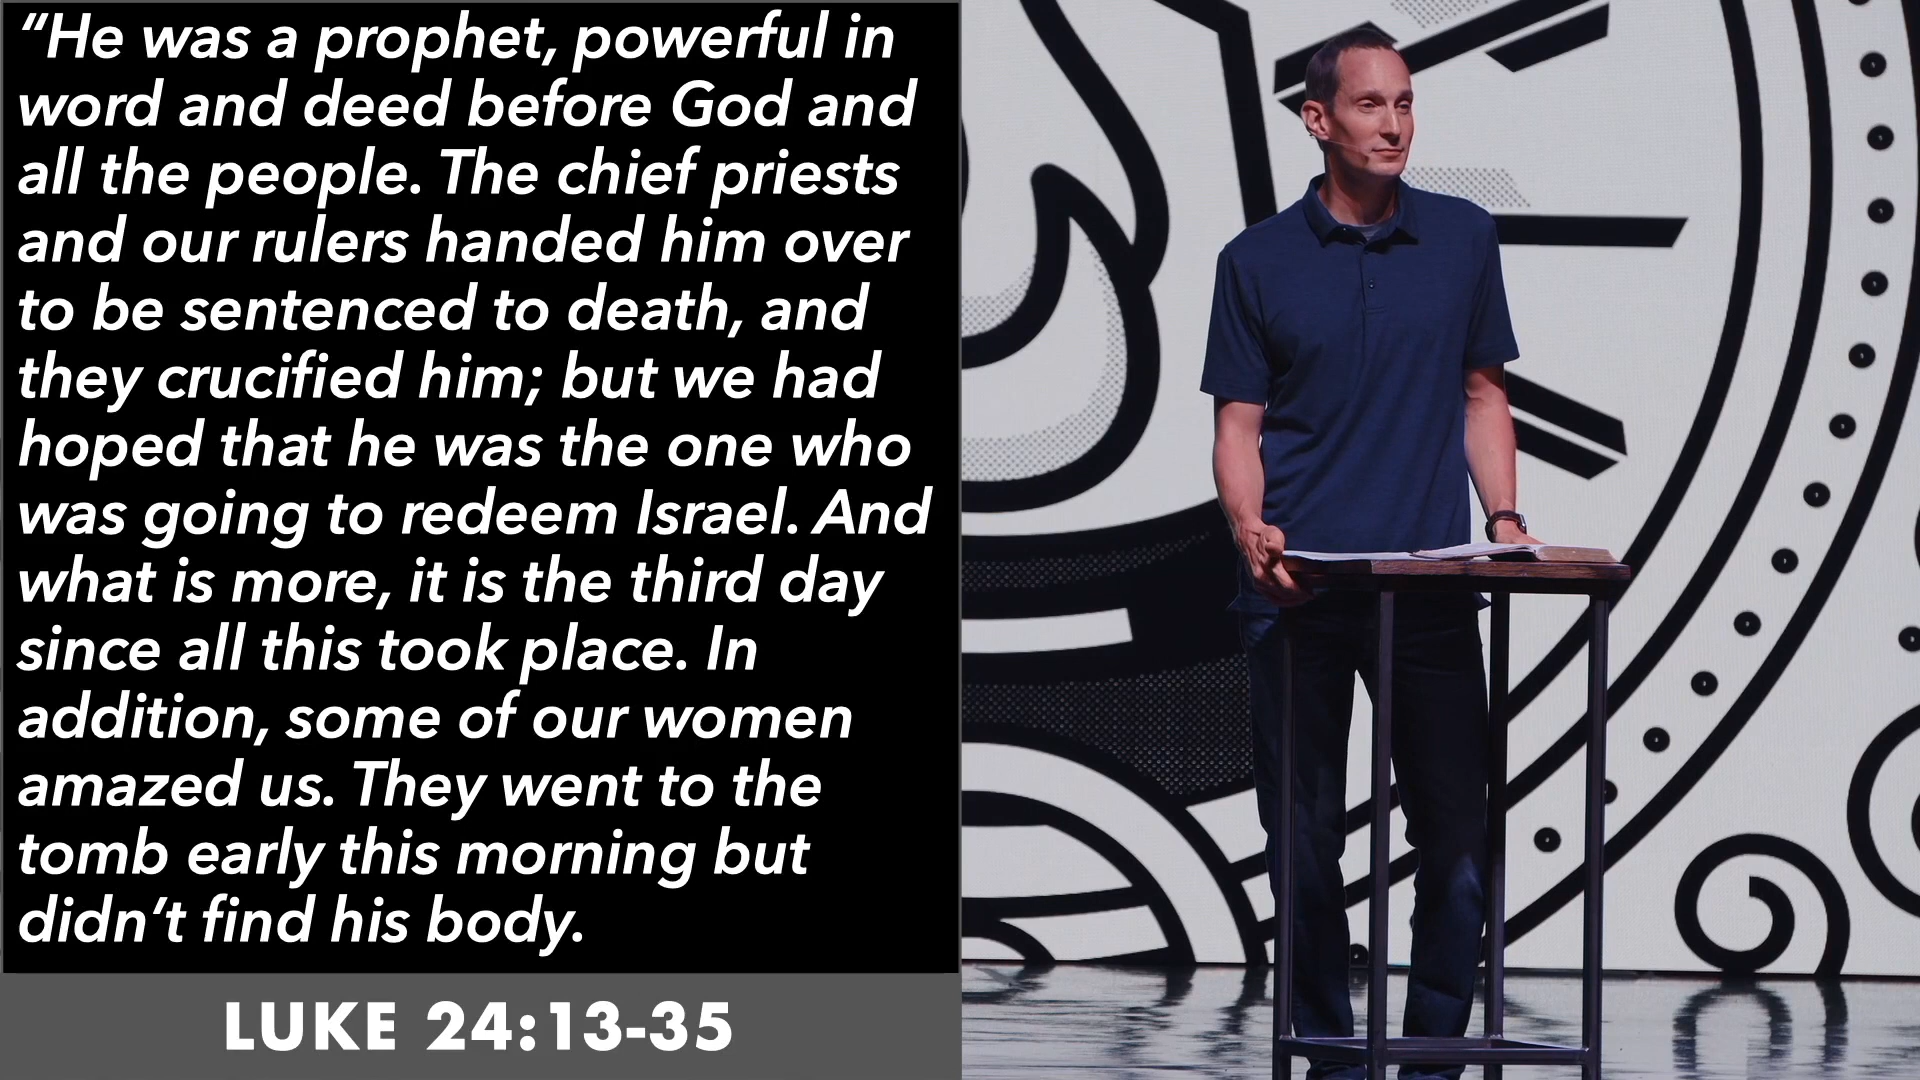 “He was a prophet, powerful in
word and deed before God and
all the people. The chief priests
and our rulers handed him over
to be sentenced to death, and
they crucified him; but we had
hoped that he was the one who
was going to redeem Israel. And
what is more, it is the third day
since all this took place. In
addition, some of our women
amazed us. They went to the
tomb early this morning but
didn’t find his body.
LUKE 24:13-35